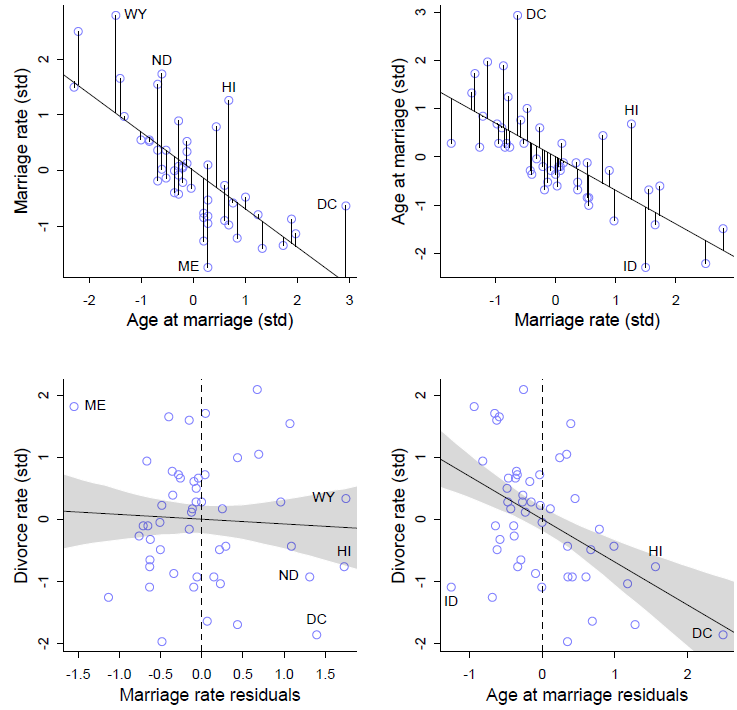 WY
ND
HI
DC
ME
2
1
0
-1
-2
-1
0
1
2
3
Marriage rate (std)
Age at marriage (std)
DC
HI
ID
3
2
1
0
-1
-2
-1
0
1
2
Age at marriage (std)
Marriage rate (std)
ME
WY
HI
ND
DC
2
1
0
-1
-2
-1.5
-1.0
-0.5
0.0
0.5
1.0
1.5
Divorce rate (std)
Marriage rate residuals
HI
ID
DC
2
1
0
-1
-2
-1
0
1
2
Divorce rate (std)
Age at marriage residuals